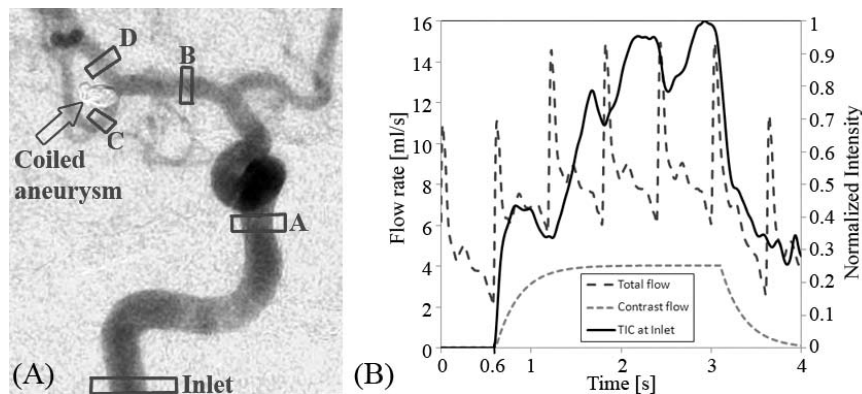 D
B
C
Coiled
aneurysm
A
Inlet
(A)
16
14
12
10
8
6
4
2
0
Flow rate [ml/s]
1
0.9
0.8
0.7
0.6
0.5
0.4
0.3
0.2
0.1
0
Normalized Intensity
Total flow
Contrast flow
TIC at Inlet
0 0.6 1 2 3 4
Time [s]
(B)